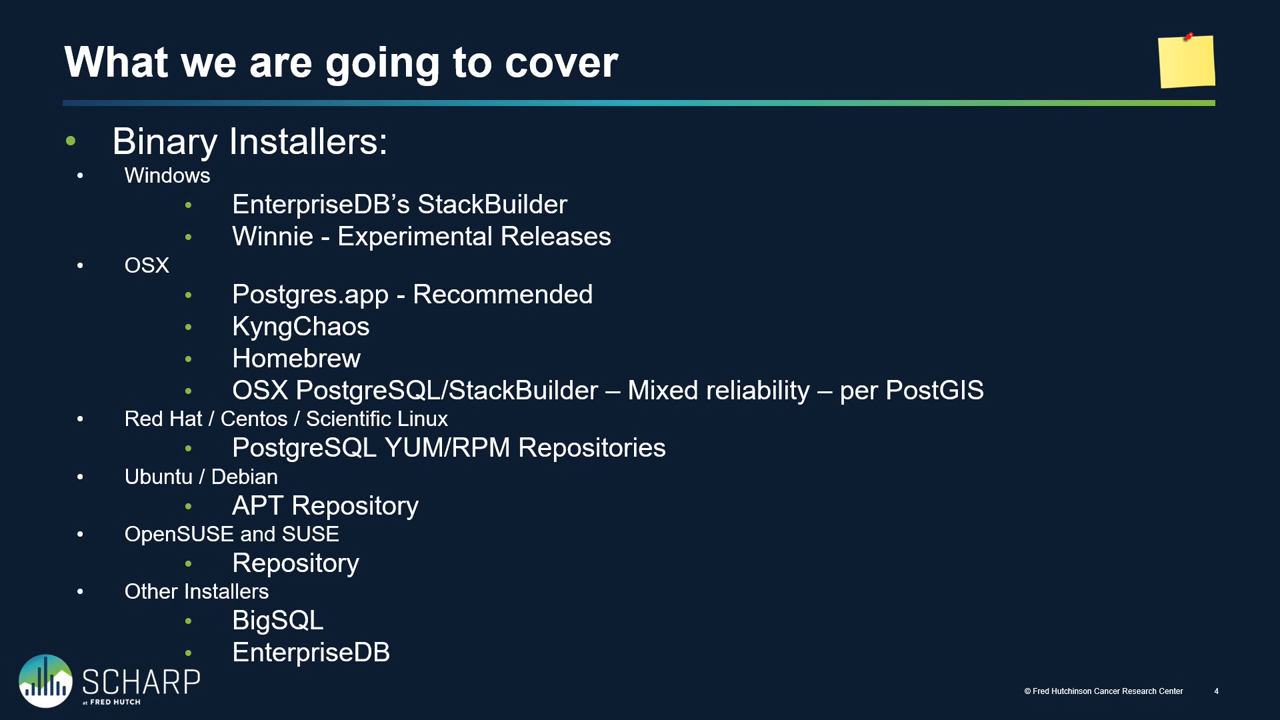 What we are going to cover
• Binary Installers:
• Windows
• EnterpriseDB’s StackBuilder
• Winnie - Experimental Releases
• OSX
• Postgres.app - Recommended
• KyngChaos
• Homebrew
• OSX PostgreSQL/StackBuilder – Mixed reliability – per PostGIS
• Red Hat / Centos / Scientific Linux
• PostgreSQL YUM/RPM Repositories
• Ubuntu / Debian
• APT Repository
• OpenSUSE and SUSE
• Repository
• Other Installers
• BigSQL
• EnterpriseDB
SCHARP
at FRED HUTCH
© Fred Hutchinson Cancer Research Center 4